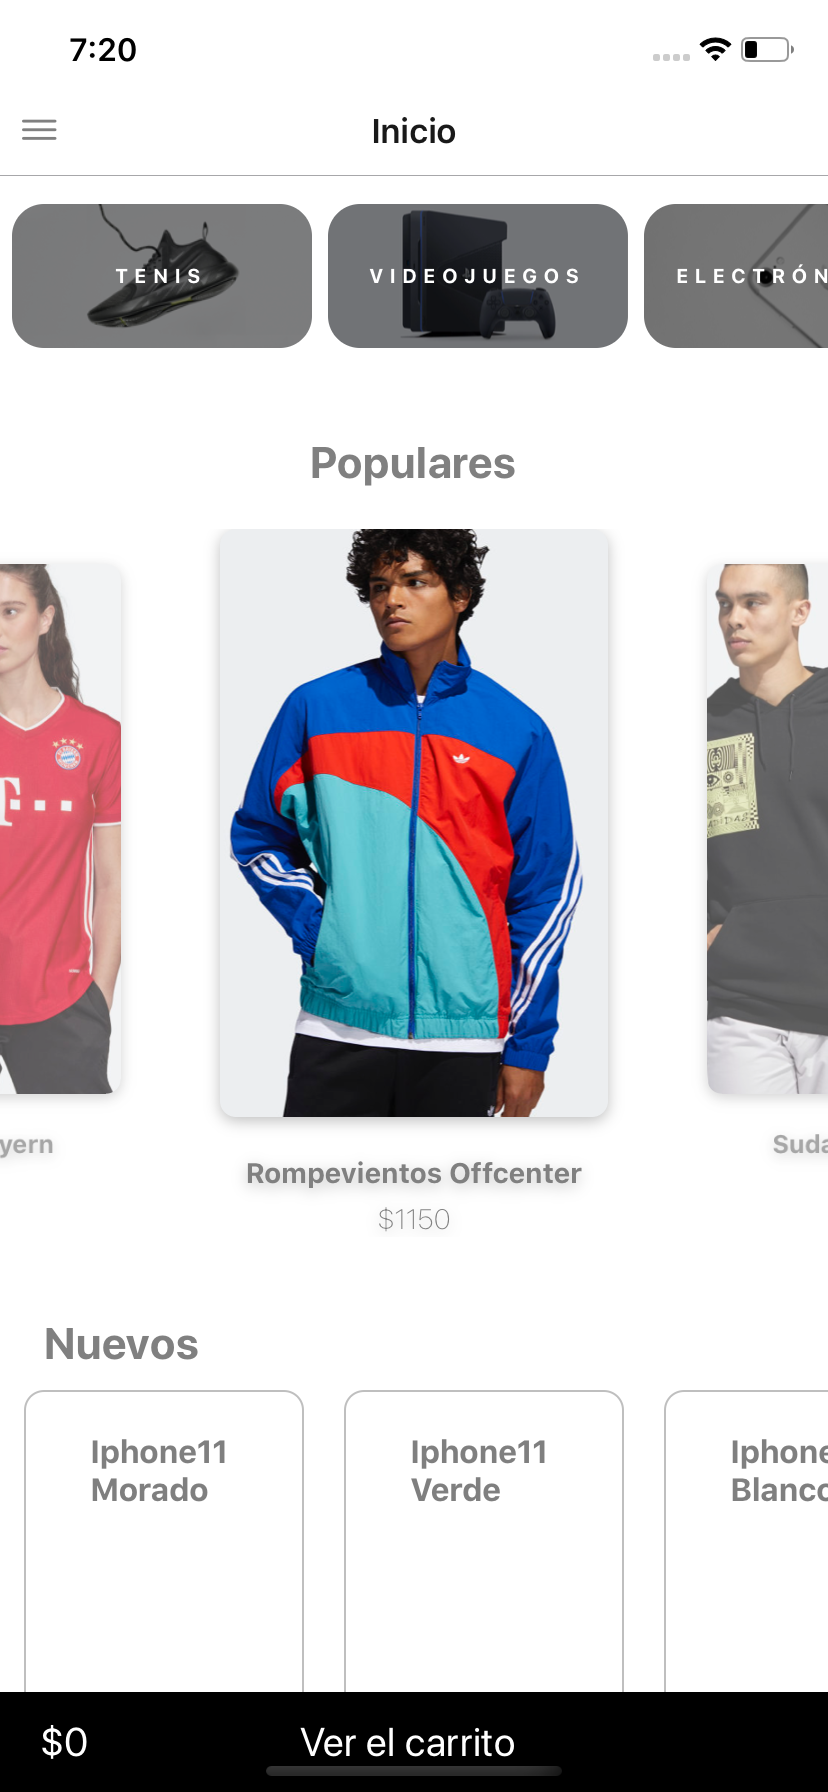 7:20
Inicio
TENIS
VIDEOJUEGOS
ELECTRÓN
Populares
yern
Rompevientos Offcenter
$1150
Suda
Nuevos
Iphone11
Morado
Iphone11
Verde
Iphone
Blanco
$0
Ver el carrito